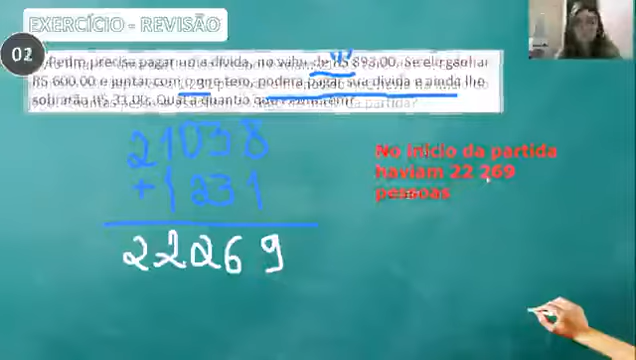 EXERCÍCIO - REVISÃO
02
Pedro precisa pagar uma dívida, no valor de R$ 893,00. Se ele ganhar
R$ 600,00 e juntar com o que tem, poderá pagar sua dívida e ainda lhe
sobrarão R$ 33,00. Qual a quantia que
21038
+1231
22269
No início da partida
haviam 22 269
pessoas